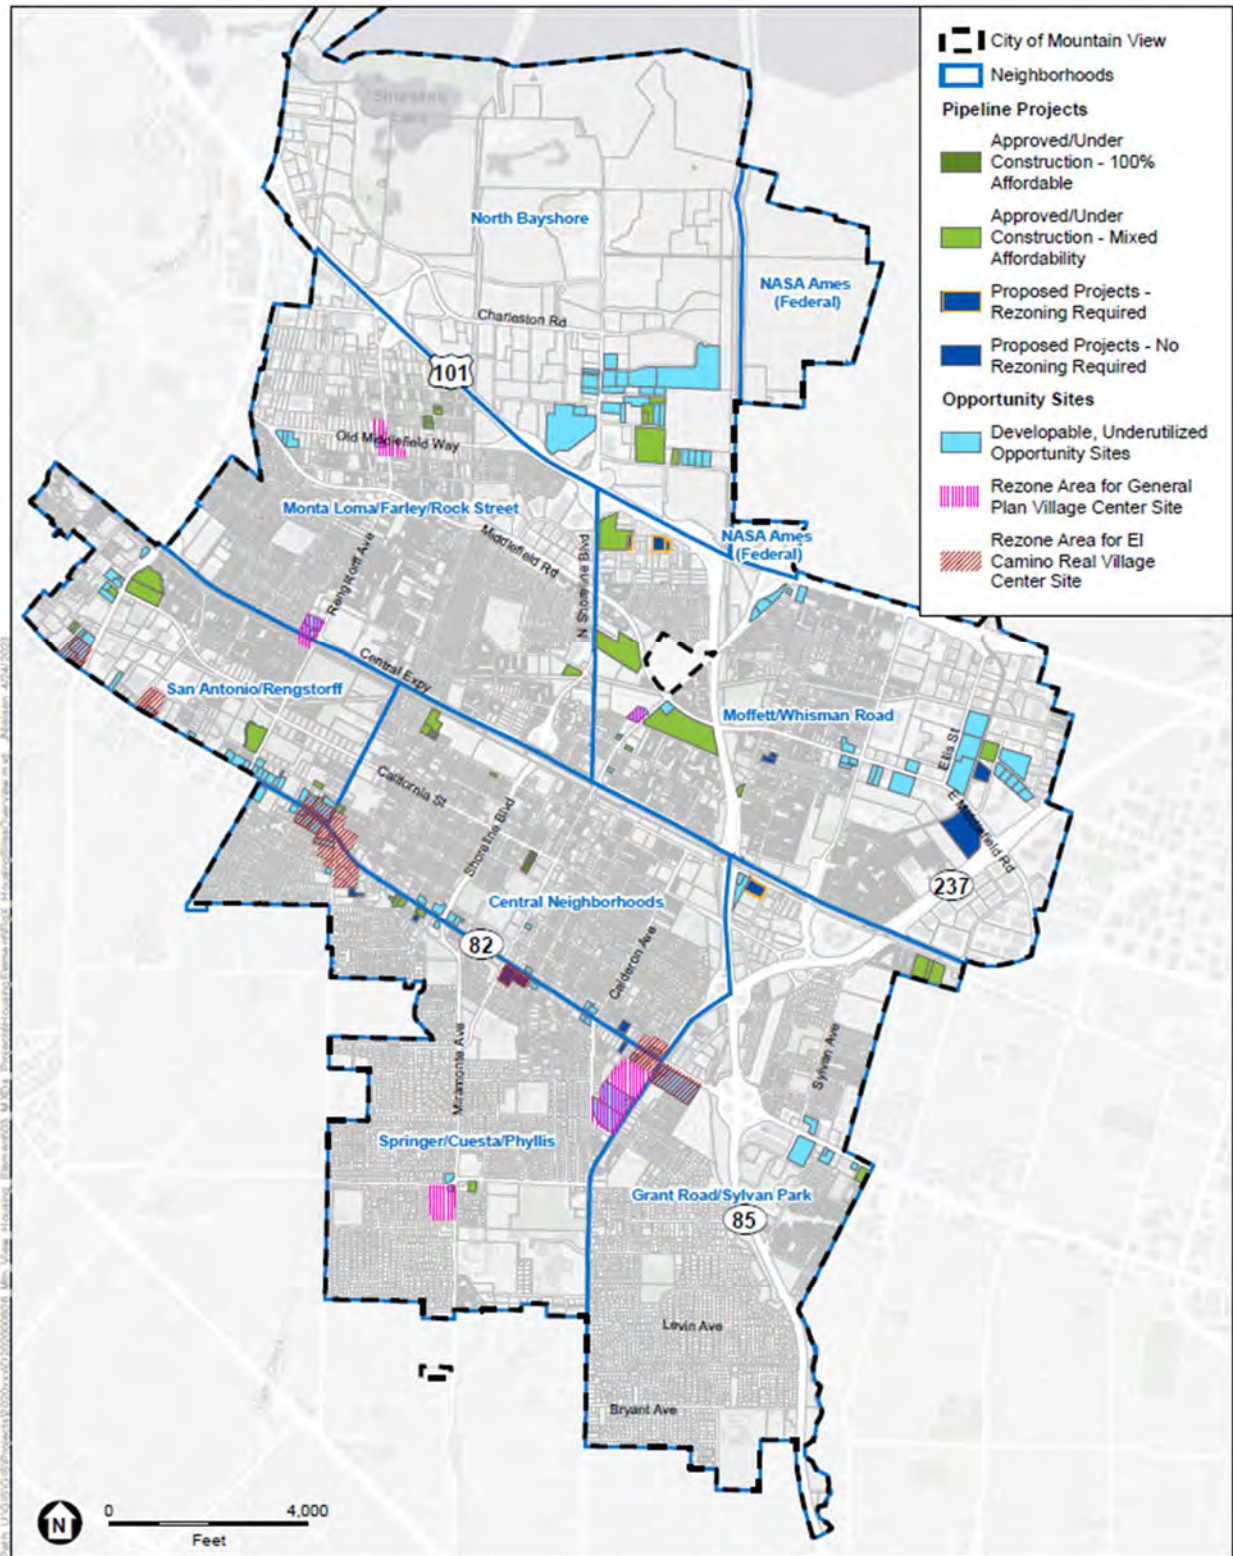 City of Mountain View
Neighborhoods
Pipeline Projects
Approved/Under
Construction - 100%
Affordable
Approved/Under
Construction - Mixed
Affordability
Proposed Projects -
Rezoning Required
Proposed Projects - No
Rezoning Required
Opportunity Sites
Developable, Underutilized
Opportunity Sites
Rezone Area for General
Plan Village Center Site
Rezone Area for El
Camino Real Village
Center Site
Shoreline
Lake
North Bayshore
NASA Ames
(Federal)
Charleston Rd
101
Old Middlefield Way
Monta Loma/Farley/Rock Street
Middlefield Rd
NASA Ames
(Federal)
N Shoreline Blvd
Rengstorff Ave
Central Expy
San Antonio/Rengstorff
Moffett/Whisman Road
Ellis St
California St
E Middlefield Rd
Shoreline Blvd
237
Central Neighborhoods
82
Calderon Ave
Sylvan Ave
Miramonte Ave
Springer/Cuesta/Phyllis
Grant Road/Sylvan Park
85
Levin Ave
Bryant Ave
N
0 4,000
Feet